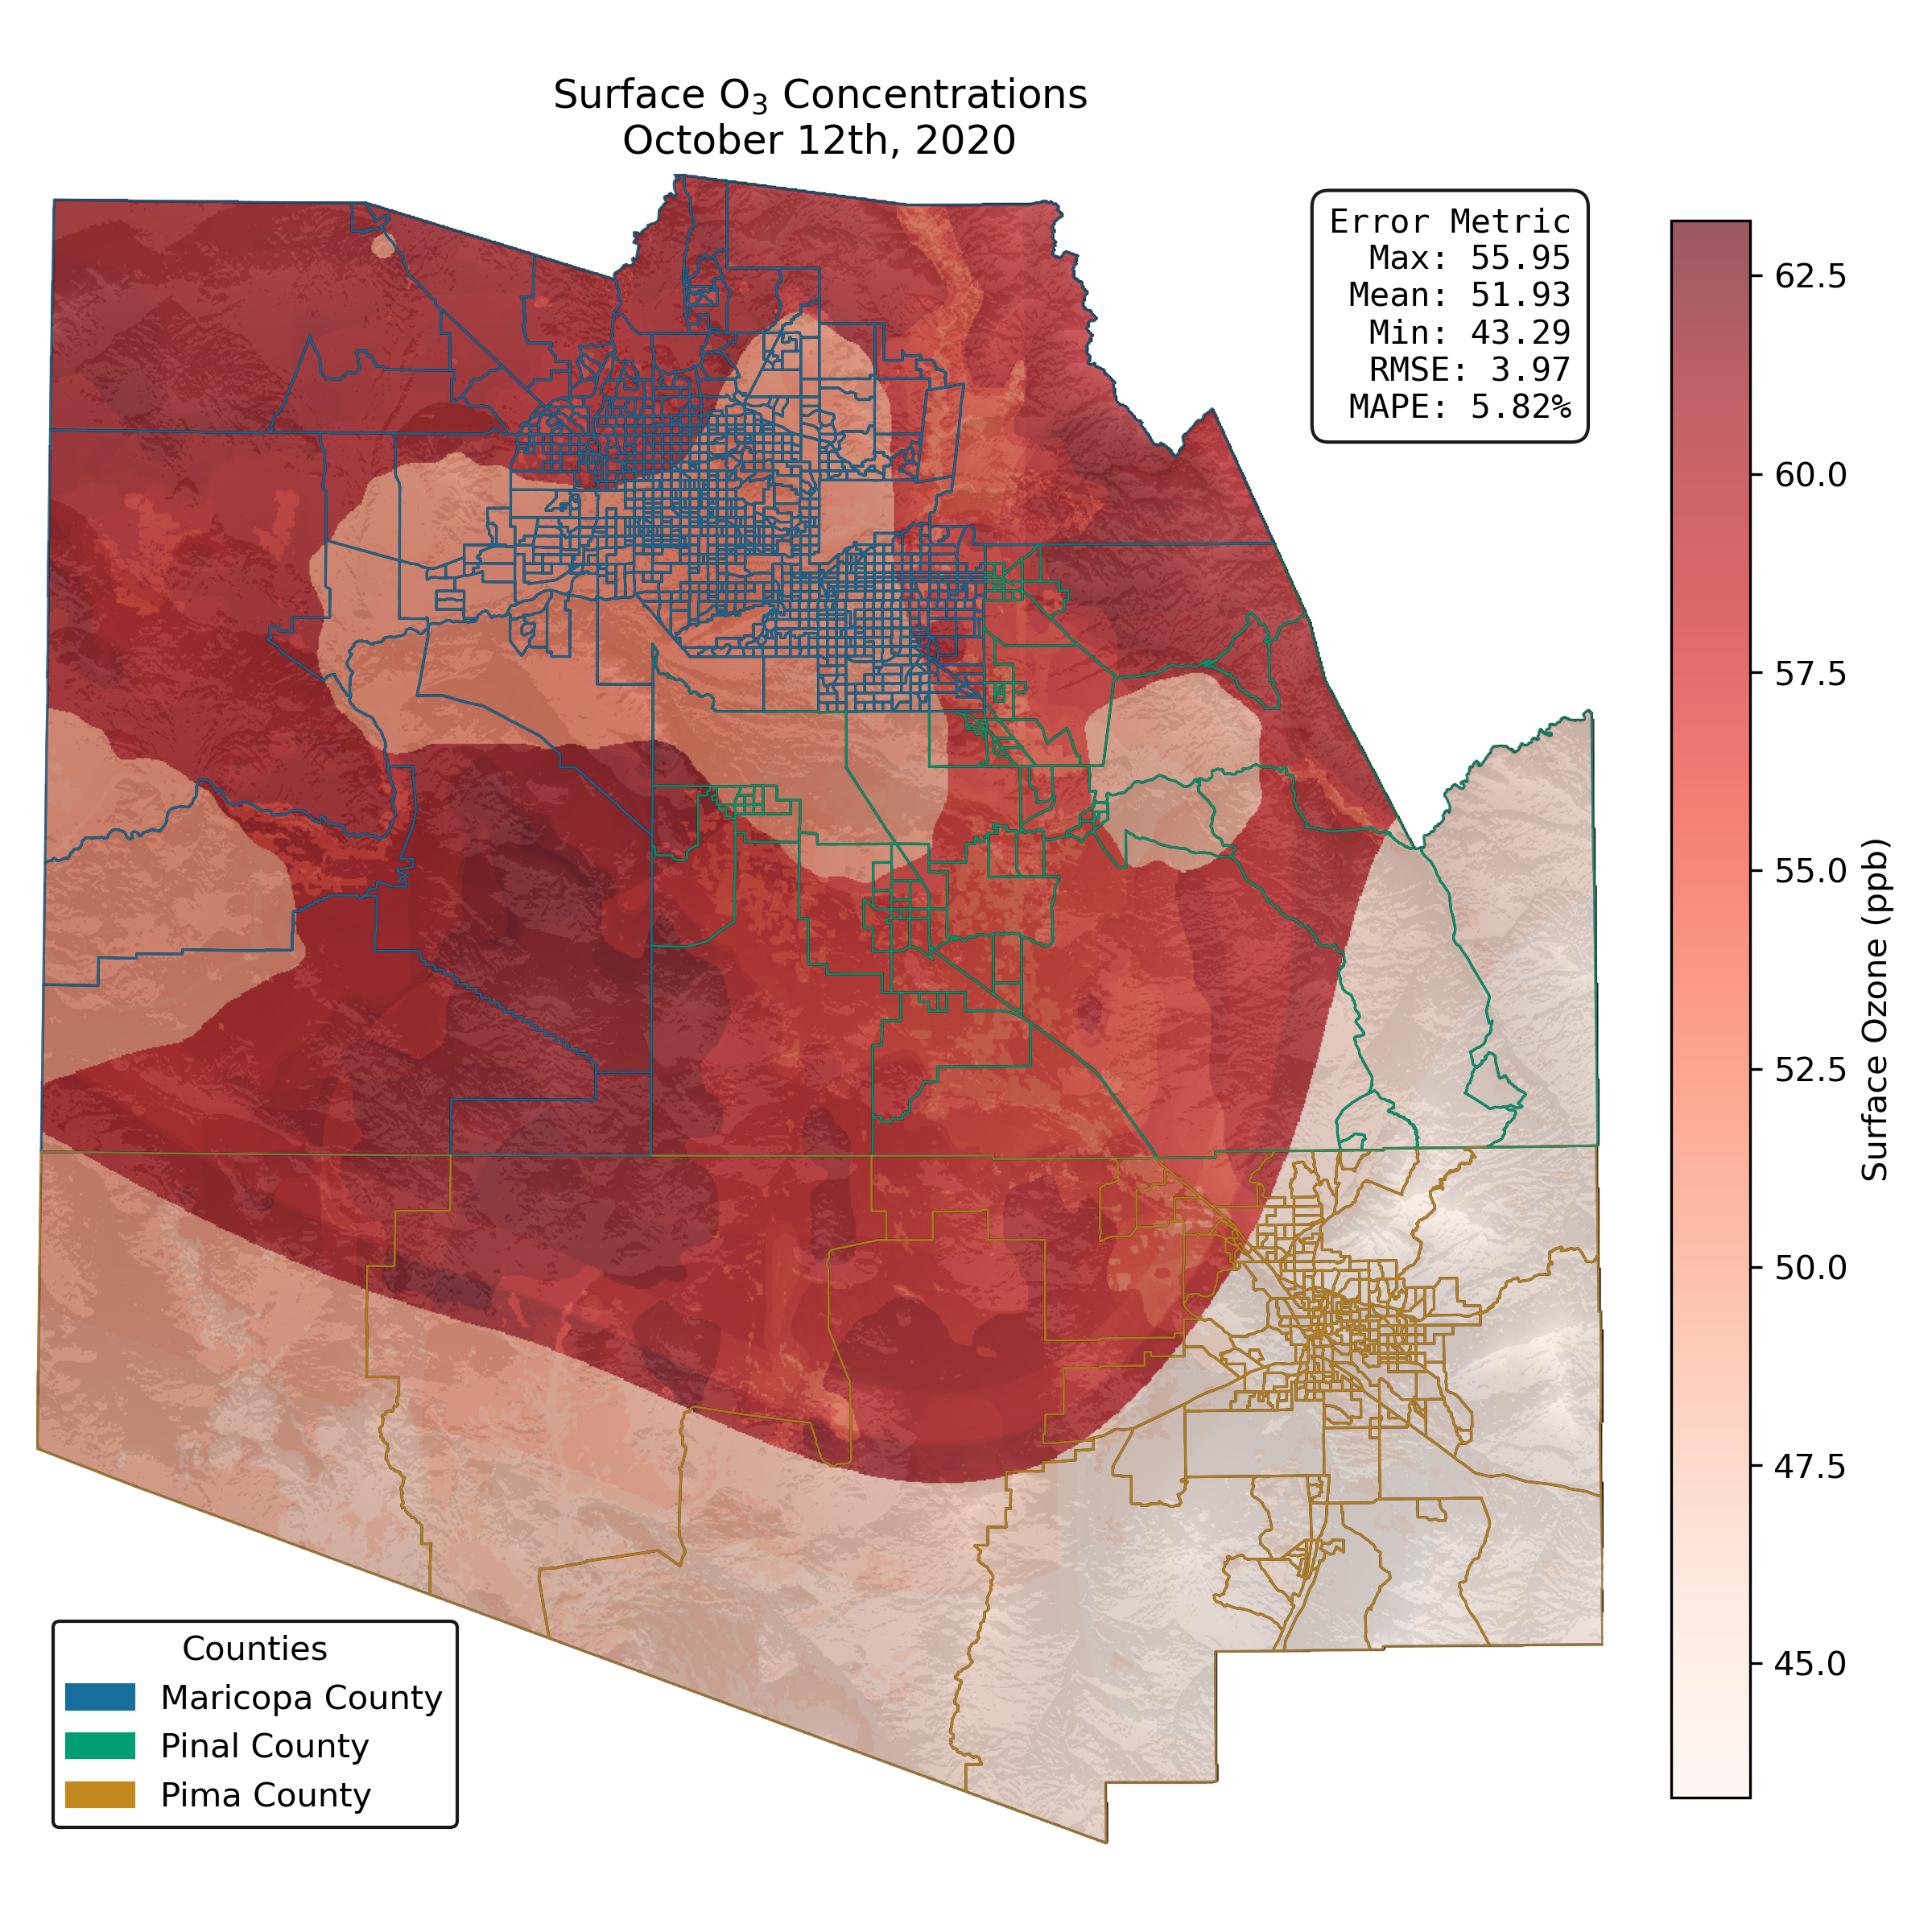 Surface O₃ Concentrations
October 12th, 2020
Error Metric
Max: 55.95
Mean: 51.93
Min: 43.29
RMSE: 3.97
MAPE: 5.82%
62.5
60.0
57.5
55.0
52.5
50.0
47.5
45.0
Surface Ozone (ppb)
Counties
Maricopa County
Pinal County
Pima County